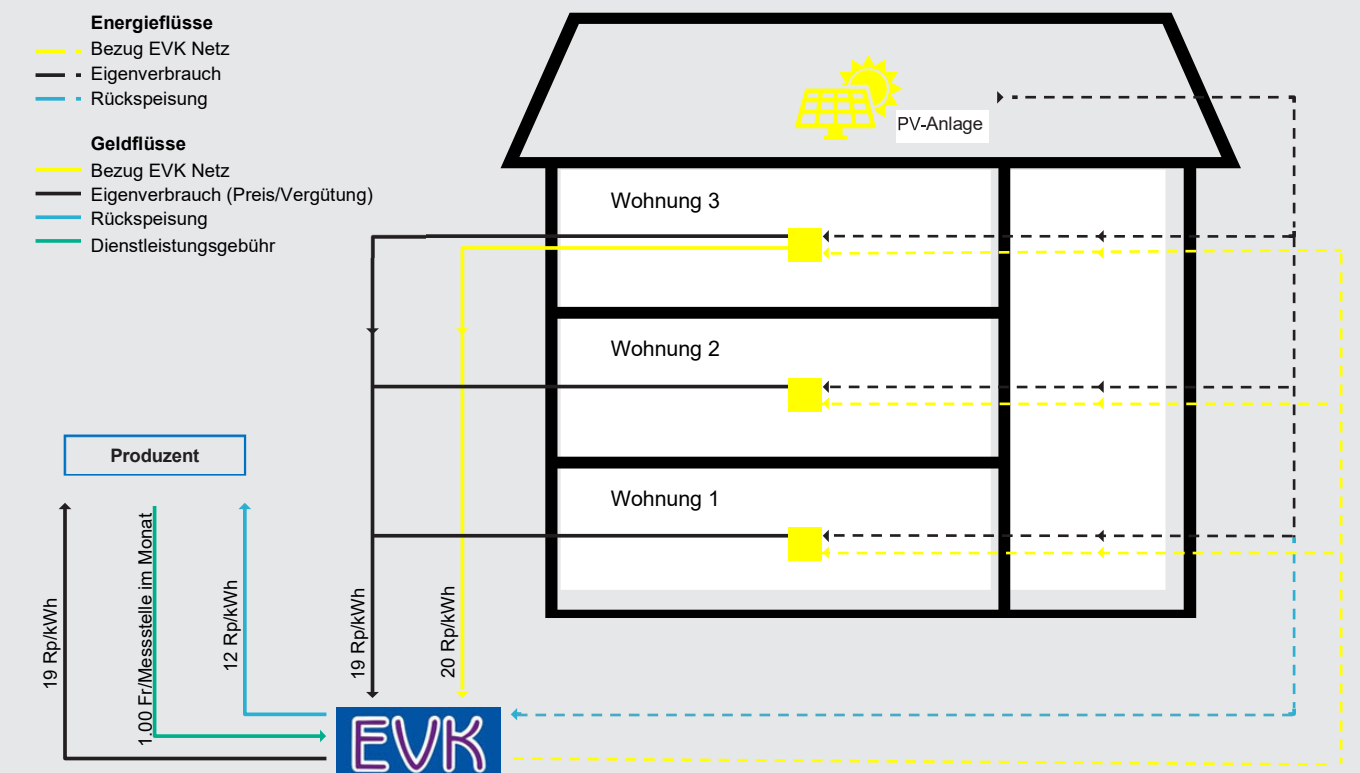 Energieflüsse
Bezug EVK Netz
Eigenverbrauch
Rückspeisung
Geldflüsse
Bezug EVK Netz
Eigenverbrauch (Preis/Vergütung)
Rückspeisung
Dienstleistungsgebühr
PV-Anlage
Wohnung 3
Wohnung 2
Wohnung 1
Produzent
19 Rp/kWh
1.00 Fr/Messstelle im Monat
12 Rp/kWh
19 Rp/kWh
20 Rp/kWh
EVK